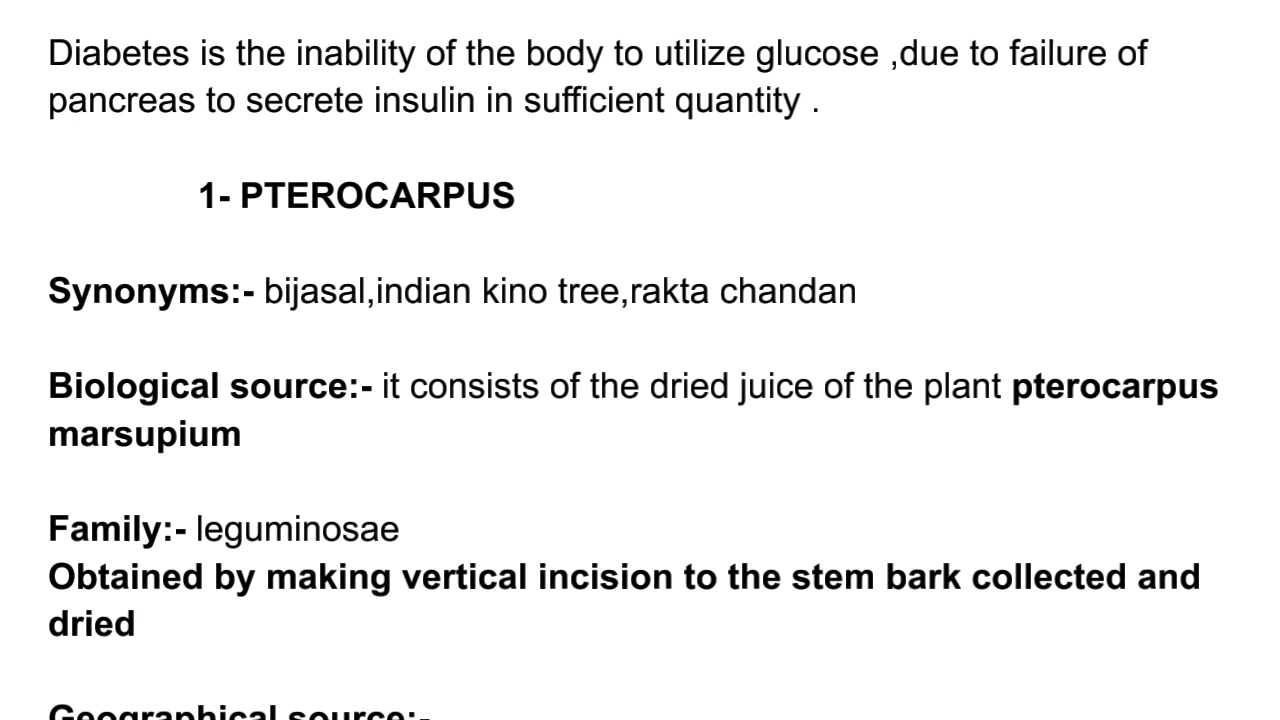 Diabetes is the inability of the body to utilize glucose ,due to failure of
pancreas to secrete insulin in sufficient quantity .
1- PTEROCARPUS
Synonyms:- bijasal,indian kino tree,rakta chandan
Biological source:- it consists of the dried juice of the plant pterocarpus
marsupium
Family:- leguminosae
Obtained by making vertical incision to the stem bark collected and
dried
Geographical source:-